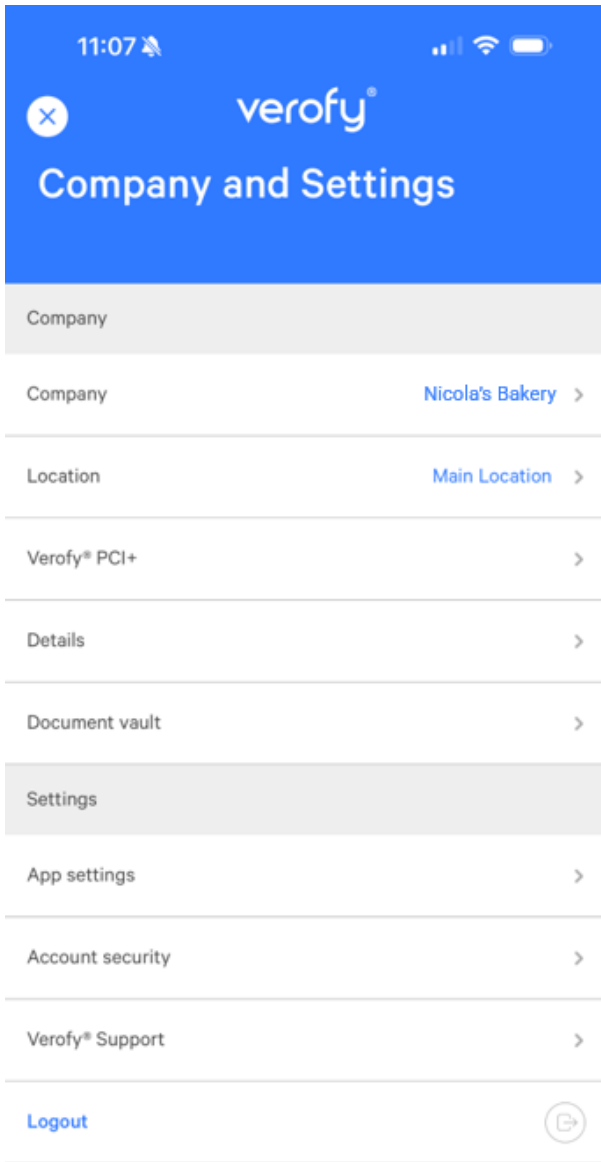 11:07
verofy®
Company and Settings
Company
Company Nicola's Bakery
Location Main Location
Verofy® PCI+
Details
Document vault
Settings
App settings
Account security
Verofy® Support
Logout